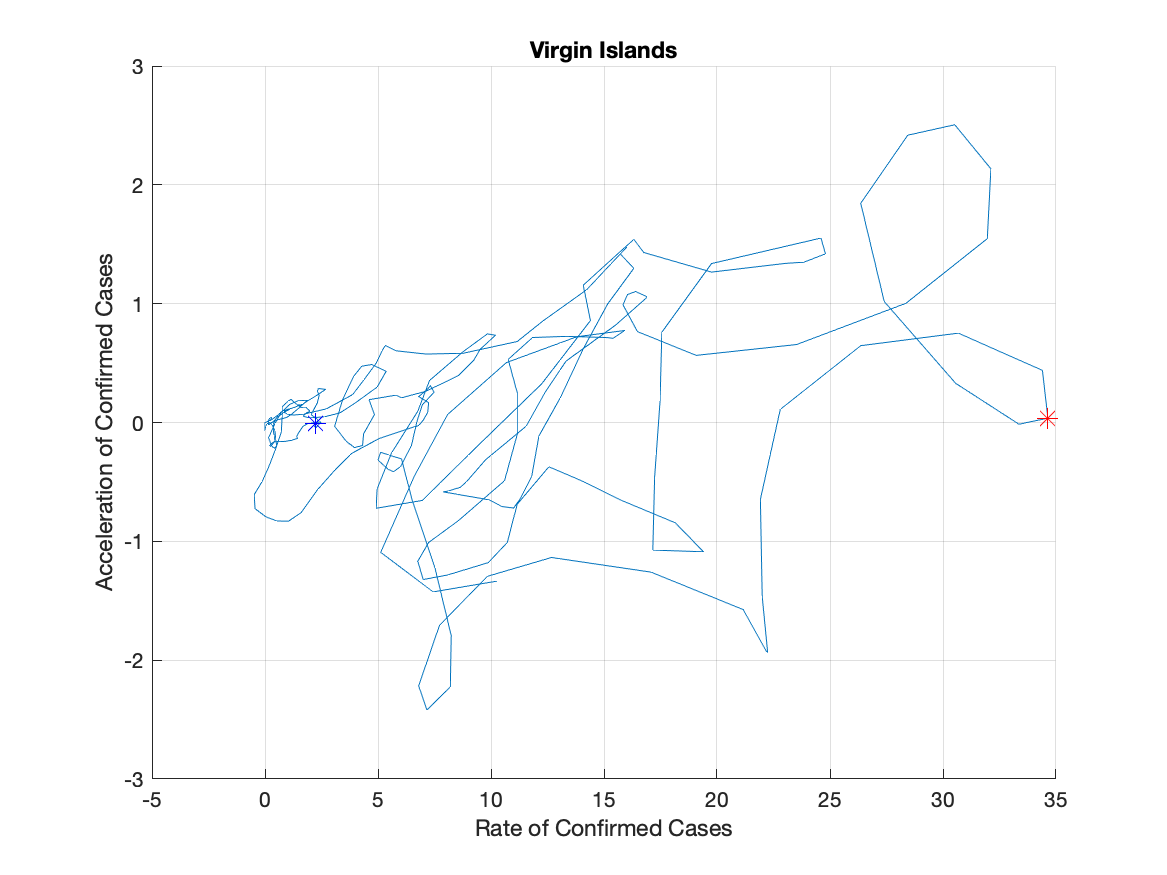 Virgin Islands
3
2
1
0
-1
-2
-3
Acceleration of Confirmed Cases
-5 0 5 10 15 20 25 30 35
Rate of Confirmed Cases